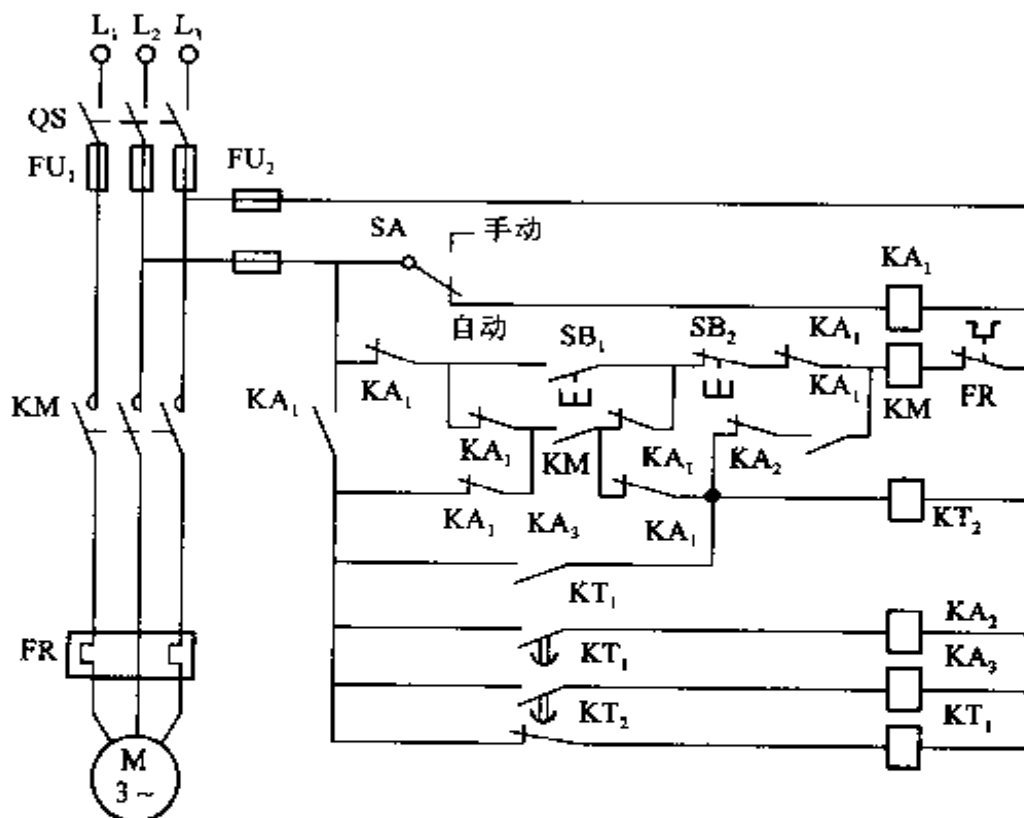 L₁ L₂ L₃
QS
FU₁
FU₂
SA
手动
KA₁
自动
SB₁
SB₂
KA₁
KA₁
KA₁
KM
FR
KM
KA₁
KA₁
KM
KA₁
KA₂
KA₁
KA₃
KA₁
KT₂
KT₁
FR
KT₁
KA₂
KA₃
KT₂
KT₁
M
3~